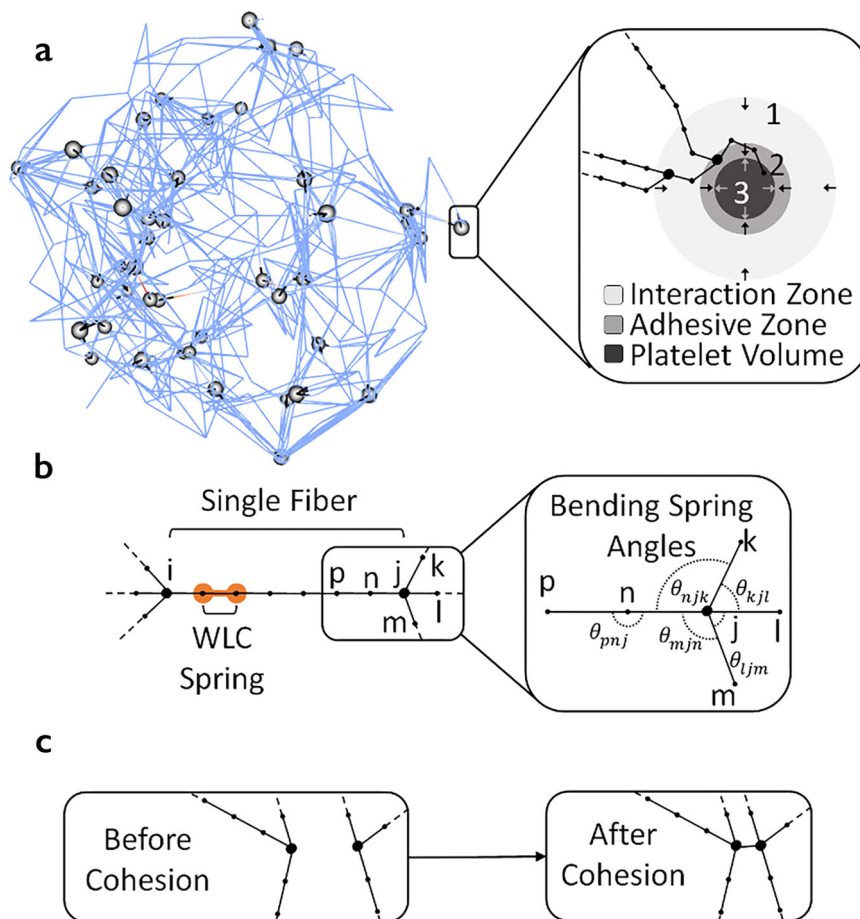 a
1
2
3
Interaction Zone
Adhesive Zone
Platelet Volume
b
Single Fiber
i
p n j k
l
m
WLC
Spring
Bending Spring
Angles
k
p
n
θnjk
θkjl
θpnj
θmjn
j
l
θljm
m
c
Before
Cohesion
After
Cohesion